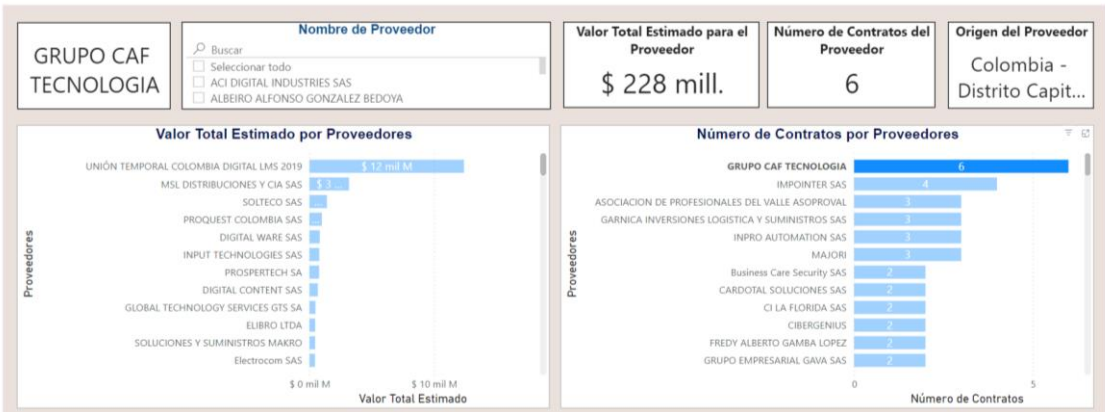 GRUPO CAF
TECNOLOGIA
Nombre de Proveedor
Buscar
Seleccionar todo
ACI DIGITAL INDUSTRIES SAS
ALBEIRO ALFONSO GONZALEZ BEDOYA
Valor Total Estimado para el
Proveedor
$ 228 mill.
Número de Contratos del
Proveedor
6
Origen del Proveedor
Colombia -
Distrito Capit...
Valor Total Estimado por Proveedores
Proveedores
UNIÓN TEMPORAL COLOMBIA DIGITAL LMS 2019 $ 12 mil M
MSL DISTRIBUCIONES Y CIA SAS $ 3 ...
SOLTECO SAS ...
PROQUEST COLOMBIA SAS ...
DIGITAL WARE SAS
INPUT TECHNOLOGIES SAS
PROSPERTECH SA
DIGITAL CONTENT SAS
GLOBAL TECHNOLOGY SERVICES GTS SA
ELIBRO LTDA
SOLUCIONES Y SUMINISTROS MAKRO
Electrocom SAS
$ 0 mil M $ 10 mil M
Valor Total Estimado
Número de Contratos por Proveedores
Proveedores
GRUPO CAF TECNOLOGIA 6
IMPOINTER SAS 4
ASOCIACION DE PROFESIONALES DEL VALLE ASOPROVAL 3
GARNICA INVERSIONES LOGISTICA Y SUMINISTROS SAS 3
INPRO AUTOMATION SAS 3
MAJORI 3
Business Care Security SAS 2
CARDOTAL SOLUCIONES SAS 2
CI LA FLORIDA SAS 2
CIBERGENIUS 2
FREDY ALBERTO GAMBA LOPEZ 2
GRUPO EMPRESARIAL GAVA SAS 2
0 5
Número de Contratos